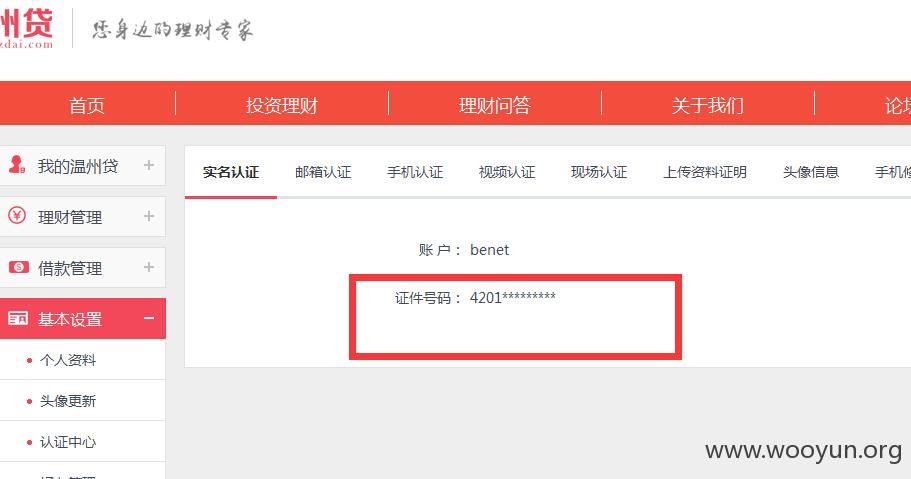 州贷
zdai.com
您身边的理财专家
首页 投资理财 理财问答 关于我们 论坛
我的温州贷
理财管理
借款管理
基本设置
个人资料
头像更新
认证中心
实名认证 邮箱认证 手机认证 视频认证 现场认证 上传资料证明 头像信息 手机修
账 户： benet
证件号码： 4201*********
www.wooyun.org